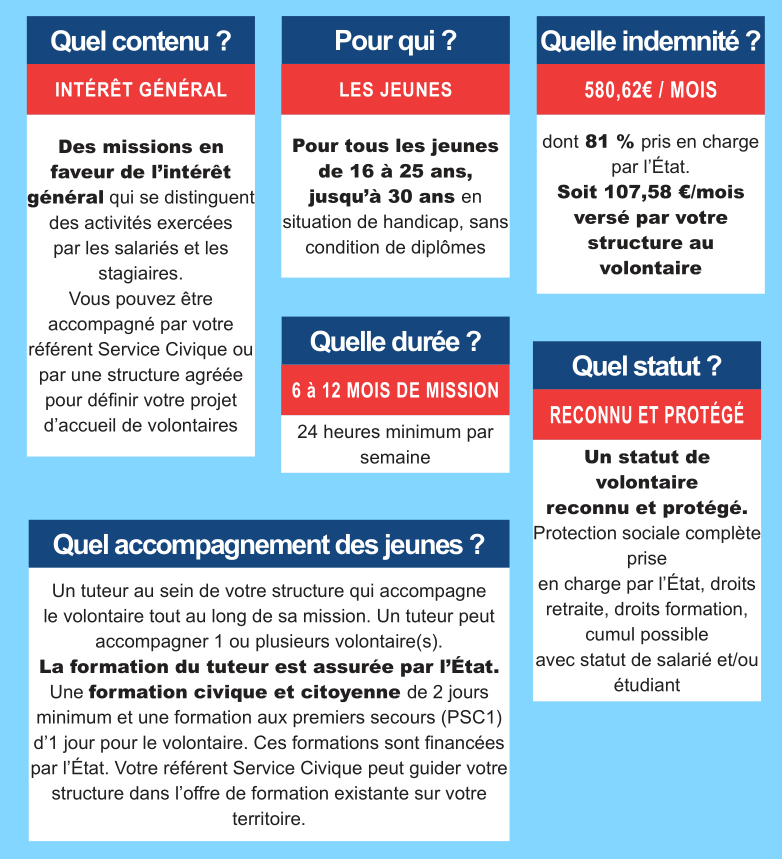 Quel contenu ?
INTÉRÊT GÉNÉRAL
Des missions en
faveur de l'intérêt
général qui se distinguent
des activités exercées
par les salariés et les
stagiaires.
Vous pouvez être
accompagné par votre
référent Service Civique ou
par une structure agréée
pour définir votre projet
d'accueil de volontaires
Pour qui ?
LES JEUNES
Pour tous les jeunes
de 16 à 25 ans,
jusqu'à 30 ans en
situation de handicap, sans
condition de diplômes
Quelle indemnité ?
580,62€ / MOIS
dont 81 % pris en charge
par l'État.
Soit 107,58 €/mois
versé par votre
structure au
volontaire
Quelle durée ?
6 à 12 MOIS DE MISSION
24 heures minimum par
semaine
Quel statut ?
RECONNU ET PROTÉGÉ
Un statut de
volontaire
reconnu et protégé.
Protection sociale complète
prise
en charge par l'État, droits
retraite, droits formation,
cumul possible
avec statut de salarié et/ou
étudiant
Quel accompagnement des jeunes ?
Un tuteur au sein de votre structure qui accompagne
le volontaire tout au long de sa mission. Un tuteur peut
accompagner 1 ou plusieurs volontaire(s).
La formation du tuteur est assurée par l'État.
Une formation civique et citoyenne de 2 jours
minimum et une formation aux premiers secours (PSC1)
d'1 jour pour le volontaire. Ces formations sont financées
par l'État. Votre référent Service Civique peut guider votre
structure dans l'offre de formation existante sur votre
territoire.